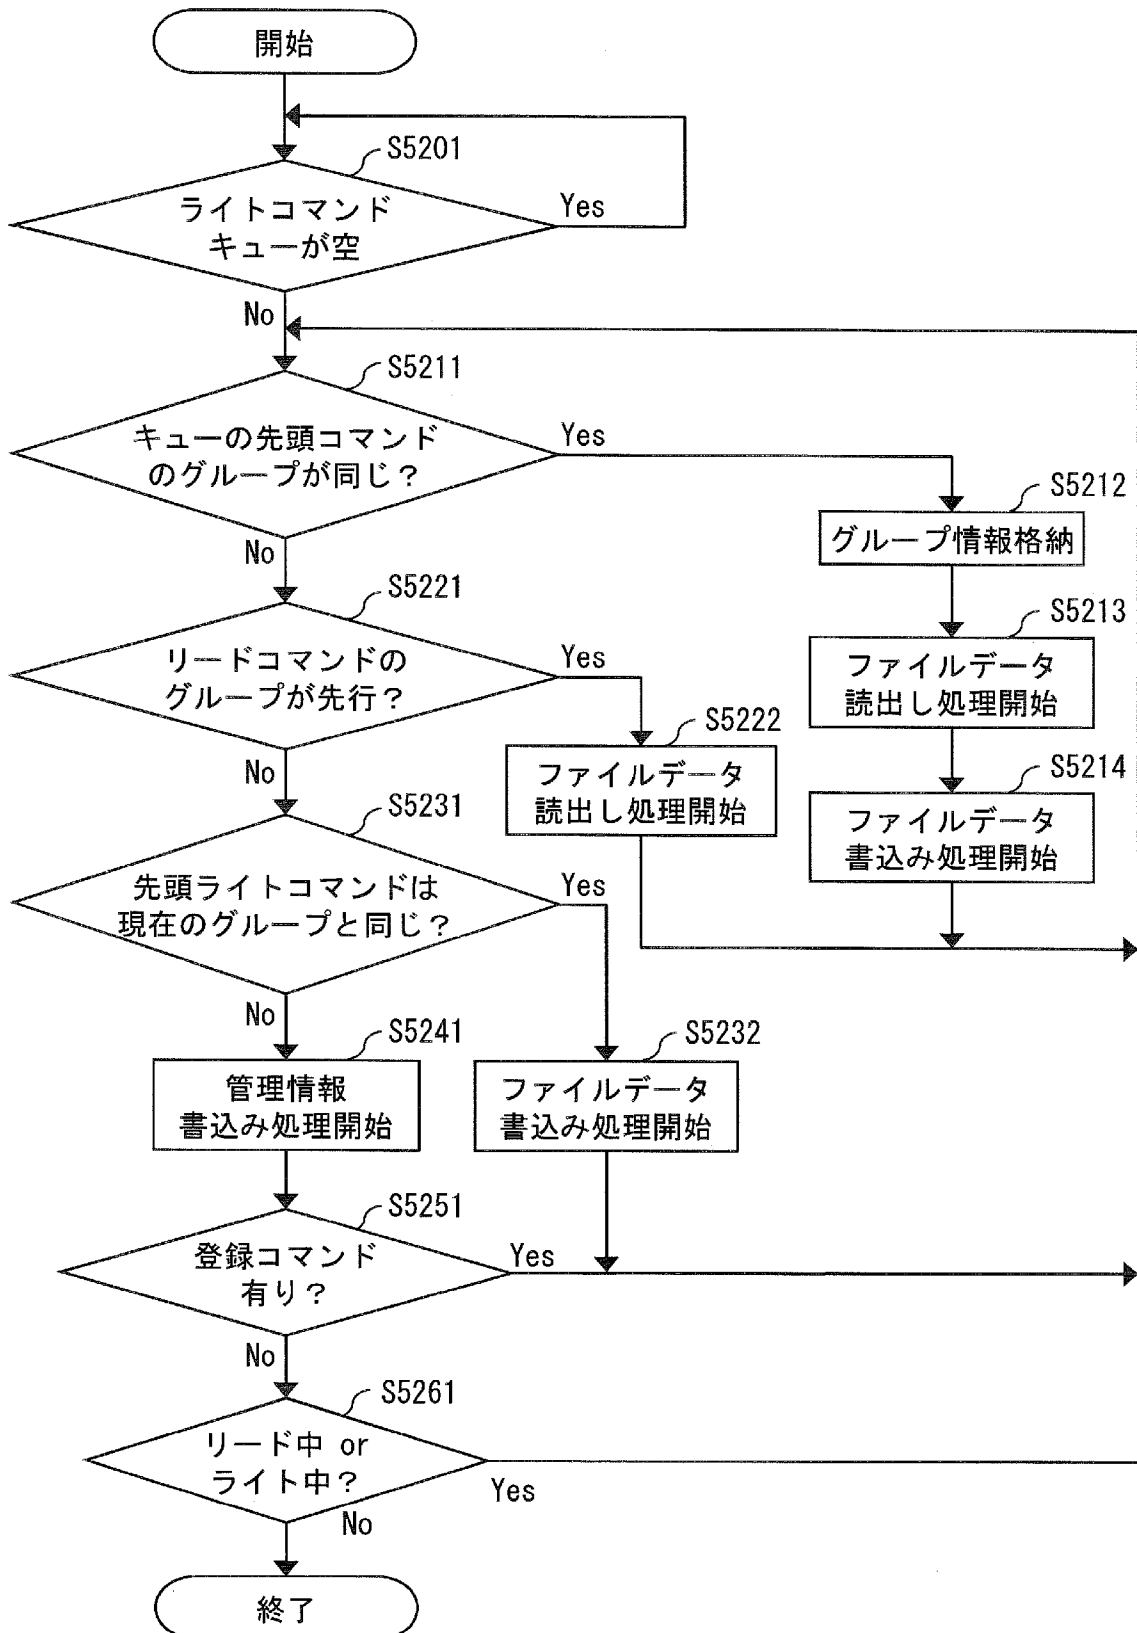 開始
S5201
ライトコマンド
キューが空
Yes
No
S5211
キューの先頭コマンド
のグループが同じ？
Yes
No
S5212
グループ情報格納
S5213
ファイルデータ
読出し処理開始
S5214
ファイルデータ
書込み処理開始
S5221
リードコマンドの
グループが先行？
Yes
No
S5222
ファイルデータ
読出し処理開始
S5231
先頭ライトコマンドは
現在のグループと同じ？
Yes
No
S5232
ファイルデータ
書込み処理開始
S5241
管理情報
書込み処理開始
S5251
登録コマンド
有り？
Yes
No
S5261
リード中 or
ライト中？
Yes
No
終了